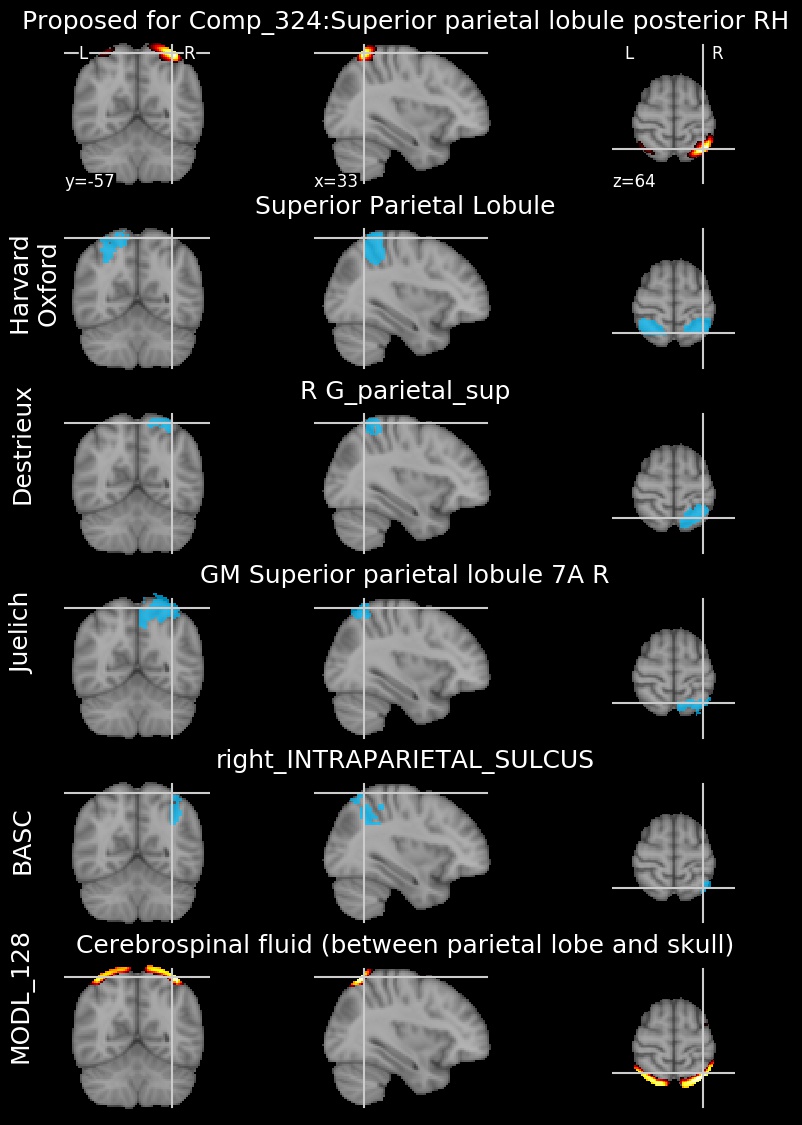 Proposed for Comp_324:Superior parietal lobule posterior RH
L R
L R
y=-57
x=33
z=64
Superior Parietal Lobule
Harvard
Oxford
R G_parietal_sup
Destrieux
GM Superior parietal lobule 7A R
Juelich
right_INTRAPARIETAL_SULCUS
BASC
Cerebrospinal fluid (between parietal lobe and skull)
MODL_128